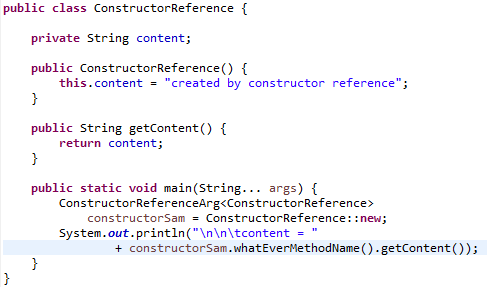 public class ConstructorReference {
private String content;
public ConstructorReference() {
this.content = "created by constructor reference";
}
public String getContent() {
return content;
}
public static void main(String... args) {
ConstructorReferenceArg<ConstructorReference>
constructorSam = ConstructorReference::new;
System.out.println("\n\n\tcontent = "
+ constructorSam.whatEverMethodName().getContent());
}
}